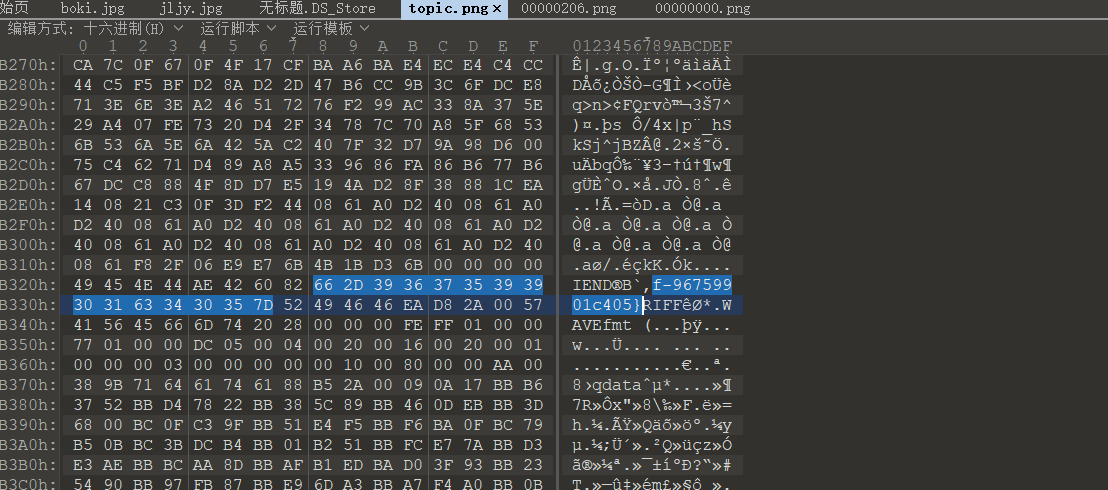 始页 boki.jpg jljy.jpg 无标题.DS_Store topic.png × 00000206.png 00000000.png
编辑方式: 十六进制(H) 运行脚本 运行模板
0 1 2 3 4 5 6 7 8 9 A B C D E F 0123456789ABCDEF
B270h: CA 7C 0F 67 0F 4F 17 CF BA A6 BA E4 EC E4 C4 CC Ê|.g.O.Ïº¦ºäìäÄÌ
B280h: 44 C5 F5 BF D2 8A D2 2D 47 B6 CC 9B 3C 6F DC E8 DÅõ¿ÒŠÒ-G¶Ì›<oÜè
B290h: 71 3E 6E 3E A2 46 51 72 76 F2 99 AC 33 8A 37 5E q>n>¢FQrvò™¬3Š7^
B2A0h: 29 A4 07 FE 73 20 D4 2F 34 78 7C 70 A8 5F 68 53 )¤.þs Ô/4x|p¨_hS
B2B0h: 6B 53 6A 5E 6A 42 5A C2 40 7F 32 D7 9A 98 D6 00 kSj^jBZÂ@.2×š˜Ö.
B2C0h: 75 C4 62 71 D4 89 A8 A5 33 96 86 FA 86 B6 77 B6 uÄbqÔ‰¨¥3–†ú†¶w¶
B2D0h: 67 DC C8 88 4F 8D D7 E5 19 4A D2 8F 38 88 1C EA gÜÈˆO.×å.JÒ.8ˆ.ê
B2E0h: 14 08 21 C3 0F 3D F2 44 08 61 A0 D2 40 08 61 A0 ..!Ã.=òD.a Ò@.a
B2F0h: D2 40 08 61 A0 D2 40 08 61 A0 D2 40 08 61 A0 D2 Ò@.a Ò@.a Ò@.a Ò
B300h: 40 08 61 A0 D2 40 08 61 A0 D2 40 08 61 A0 D2 40 @.a Ò@.a Ò@.a Ò@
B310h: 08 61 F8 2F 06 E9 E7 6B 4B 1B D3 6B 00 00 00 00 .aø/.éçkK.Ók....
B320h: 49 45 4E 44 AE 42 60 82 66 2D 39 36 37 35 39 39 IEND®B`‚f-967599
B330h: 30 31 63 34 30 35 7D 52 49 46 46 EA D8 2A 00 57 01c405}RIFFêØ*.W
B340h: 41 56 45 66 6D 74 20 28 00 00 00 FE FF 01 00 00 AVEfmt (...þÿ...
B350h: 77 01 00 00 DC 05 00 04 00 20 00 16 00 20 00 01 w...Ü.... ... ..
B360h: 00 00 00 03 00 00 00 00 00 10 00 80 00 00 AA 00 ...........€..ª.
B370h: 38 9B 71 64 61 74 61 88 B5 2A 00 09 0A 17 BB B6 8›qdataˆµ*....»¶
B380h: 37 52 BB D4 78 22 BB 38 5C 89 BB 46 0D EB BB 3D 7R»Ôx"»8\‰»F.ë»=
B390h: 68 00 BC 0F C3 9F BB 51 E4 F5 BB F6 BA 0F BC 79 h.¼.ÃŸ»Qäõ»öº.¼y
B3A0h: B5 0B BC 3B DC B4 BB 01 B2 51 BB FC E7 7A BB D3 µ.¼;Ü´».²Q»üçz»Ó
B3B0h: E3 AE BB BC AA 8D BB AF B1 ED BA D0 3F 93 BB 23 ã®»¼ª.»¯±íºÐ?“»#
B3C0h: 54 90 BB 97 FB 87 BB E9 6D A3 BB A7 F4 A0 BB 0B T.»—û‡»ém£»§ô ».